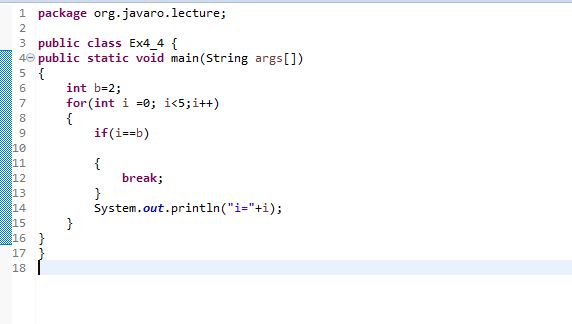 1 package org.javaro.lecture;
2
3 public class Ex4_4 {
4 public static void main(String args[])
5 {
6 int b=2;
7 for(int i =0; i<5;i++)
8 {
9 if(i==b)
10
11 {
12 break;
13 }
14 System.out.println("i="+i);
15 }
16 }
17 }
18